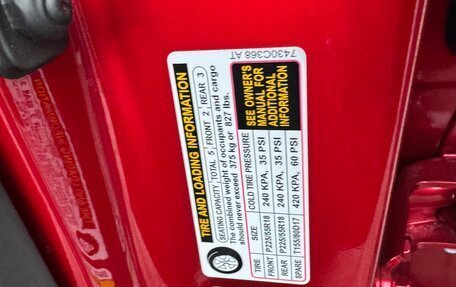 7430C368 AT
TIRE AND LOADING INFORMATION
SEATING CAPACITY TOTAL 5 FRONT 2 REAR 3
The combined weight of occupants and cargo
should never exceed 375 kg or 827 lbs.
TIRE SIZE COLD TIRE PRESSURE
FRONT P225/55R18 240 KPA, 35 PSI
REAR P225/55R18 240 KPA, 35 PSI
SPARE T155/80D17 420 KPA, 60 PSI
SEE OWNER'S
MANUAL FOR
ADDITIONAL
INFORMATION